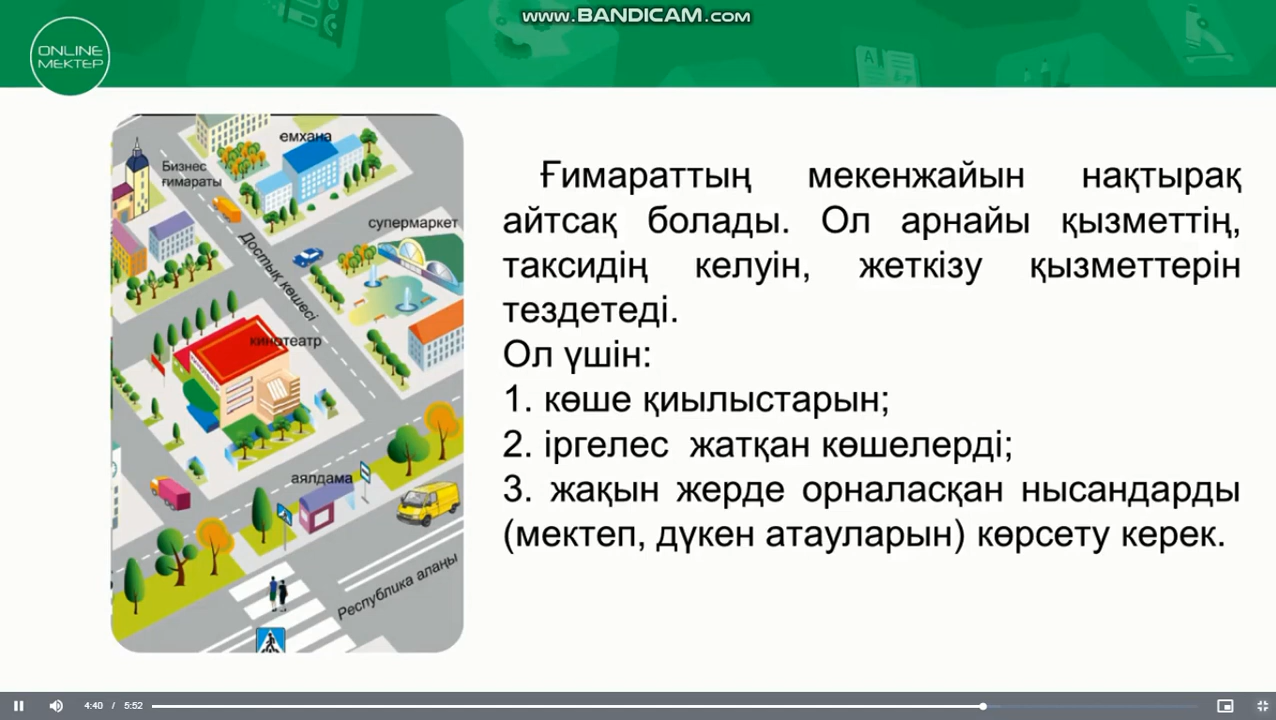 www.BANDICAM.com
ONLINE
МЕКТЕР
емхана
Бизнес
ғимараты
супермаркет
Достық көшесі
кинотеатр
аялдама
Республика алаңы
Ғимараттың мекенжайын нақтырақ
айтсақ болады. Ол арнайы қызметтің,
таксидің келуін, жеткізу қызметтерін
тездетеді.
Ол үшін:
1. көше қиылыстарын;
2. іргелес жатқан көшелерді;
3. жақын жерде орналасқан нысандарды
(мектеп, дүкен атауларын) көрсету керек.
4:40 / 5:52